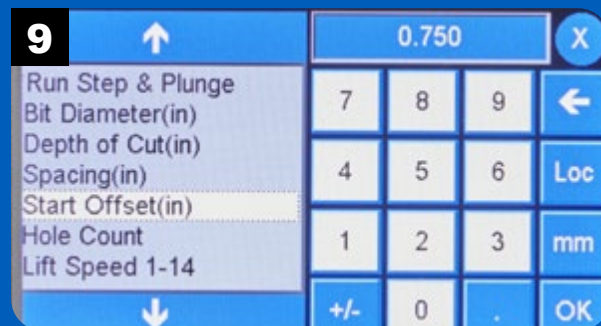 9
0.750
X
Run Step & Plunge
Bit Diameter(in)
Depth of Cut(in)
Spacing(in)
Start Offset(in)
Hole Count
Lift Speed 1-14
7 8 9
4 5 6 Loc
1 2 3 mm
+/- 0 . OK